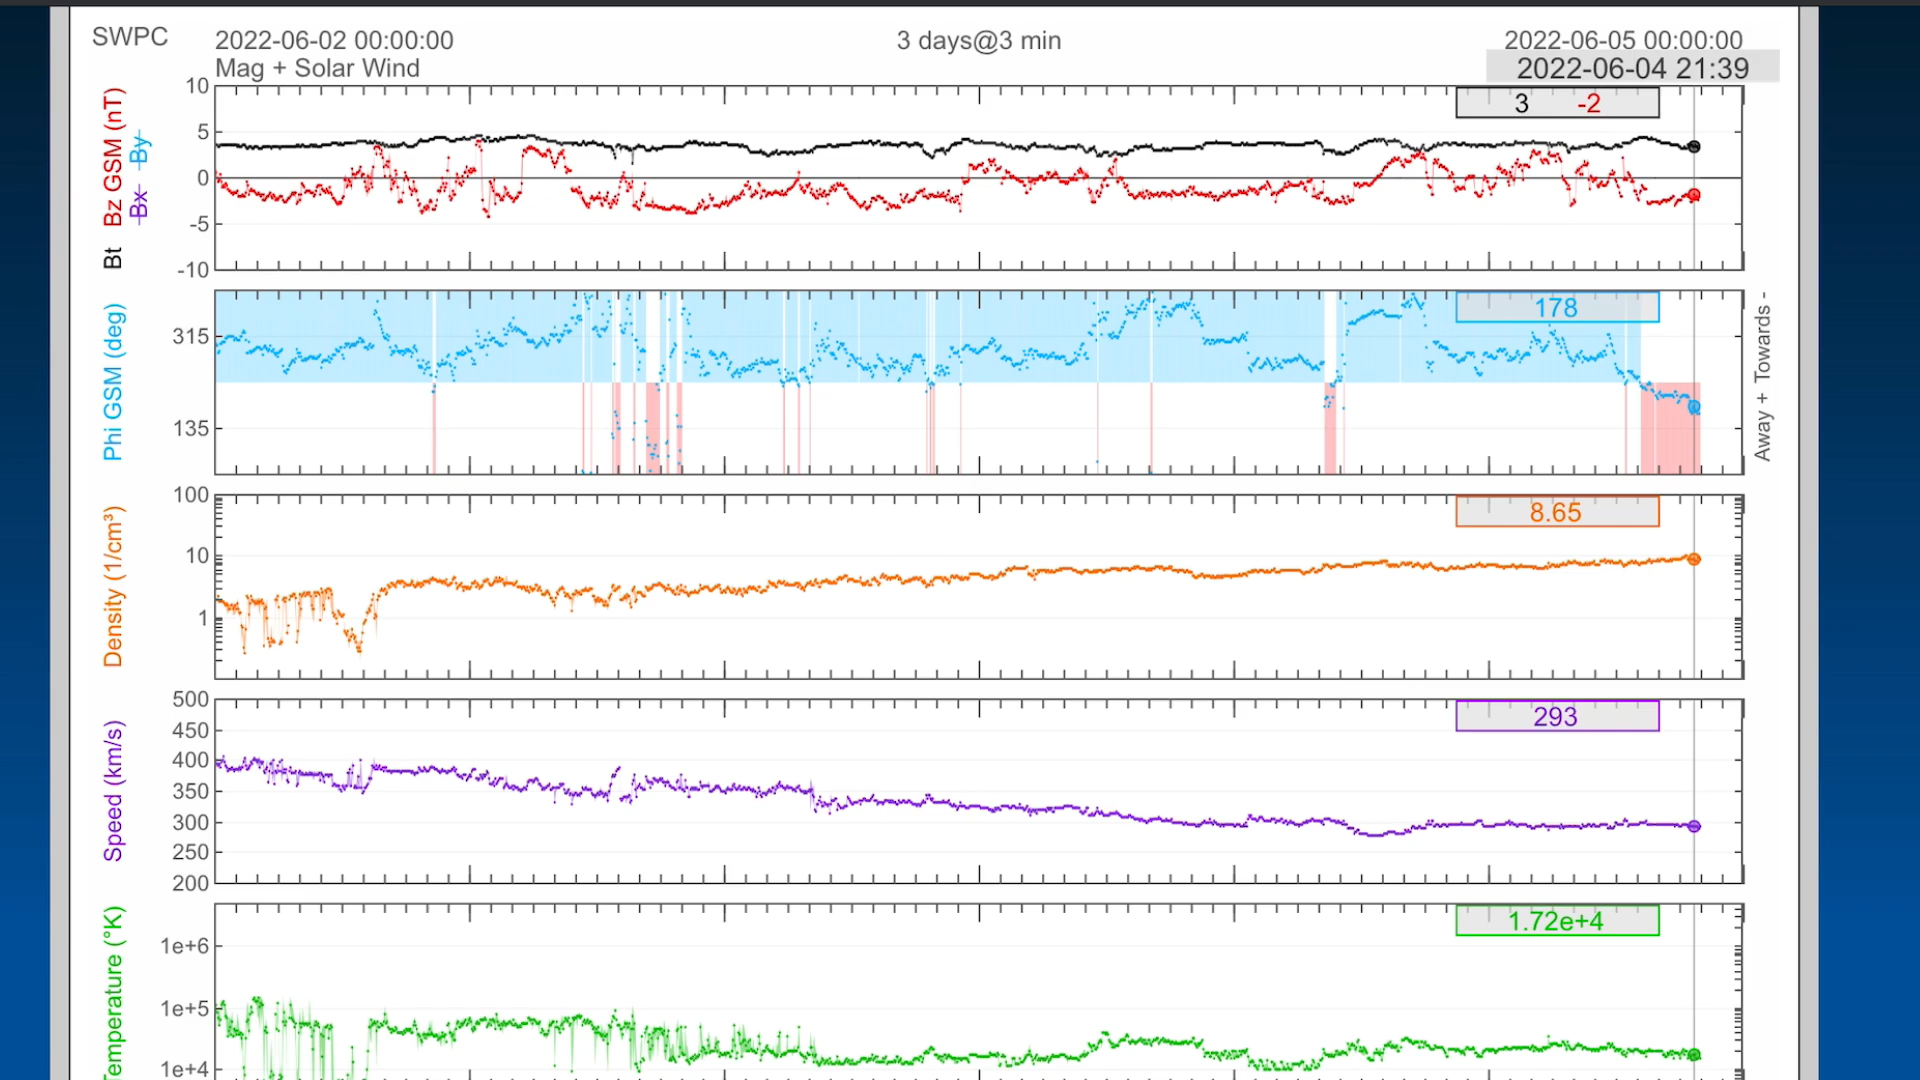 SWPC
2022-06-02 00:00:00
3 days@3 min
2022-06-05 00:00:00
Mag + Solar Wind
2022-06-04 21:39
Bt Bz GSM (nT)
Bx By
10
5
0
-5
-10
3 -2
Phi GSM (deg)
315
135
178
Away + Towards -
Density (1/cm³)
100
10
1
8.65
Speed (km/s)
500
450
400
350
300
250
200
293
Temperature (°K)
1e+6
1e+5
1e+4
1.72e+4